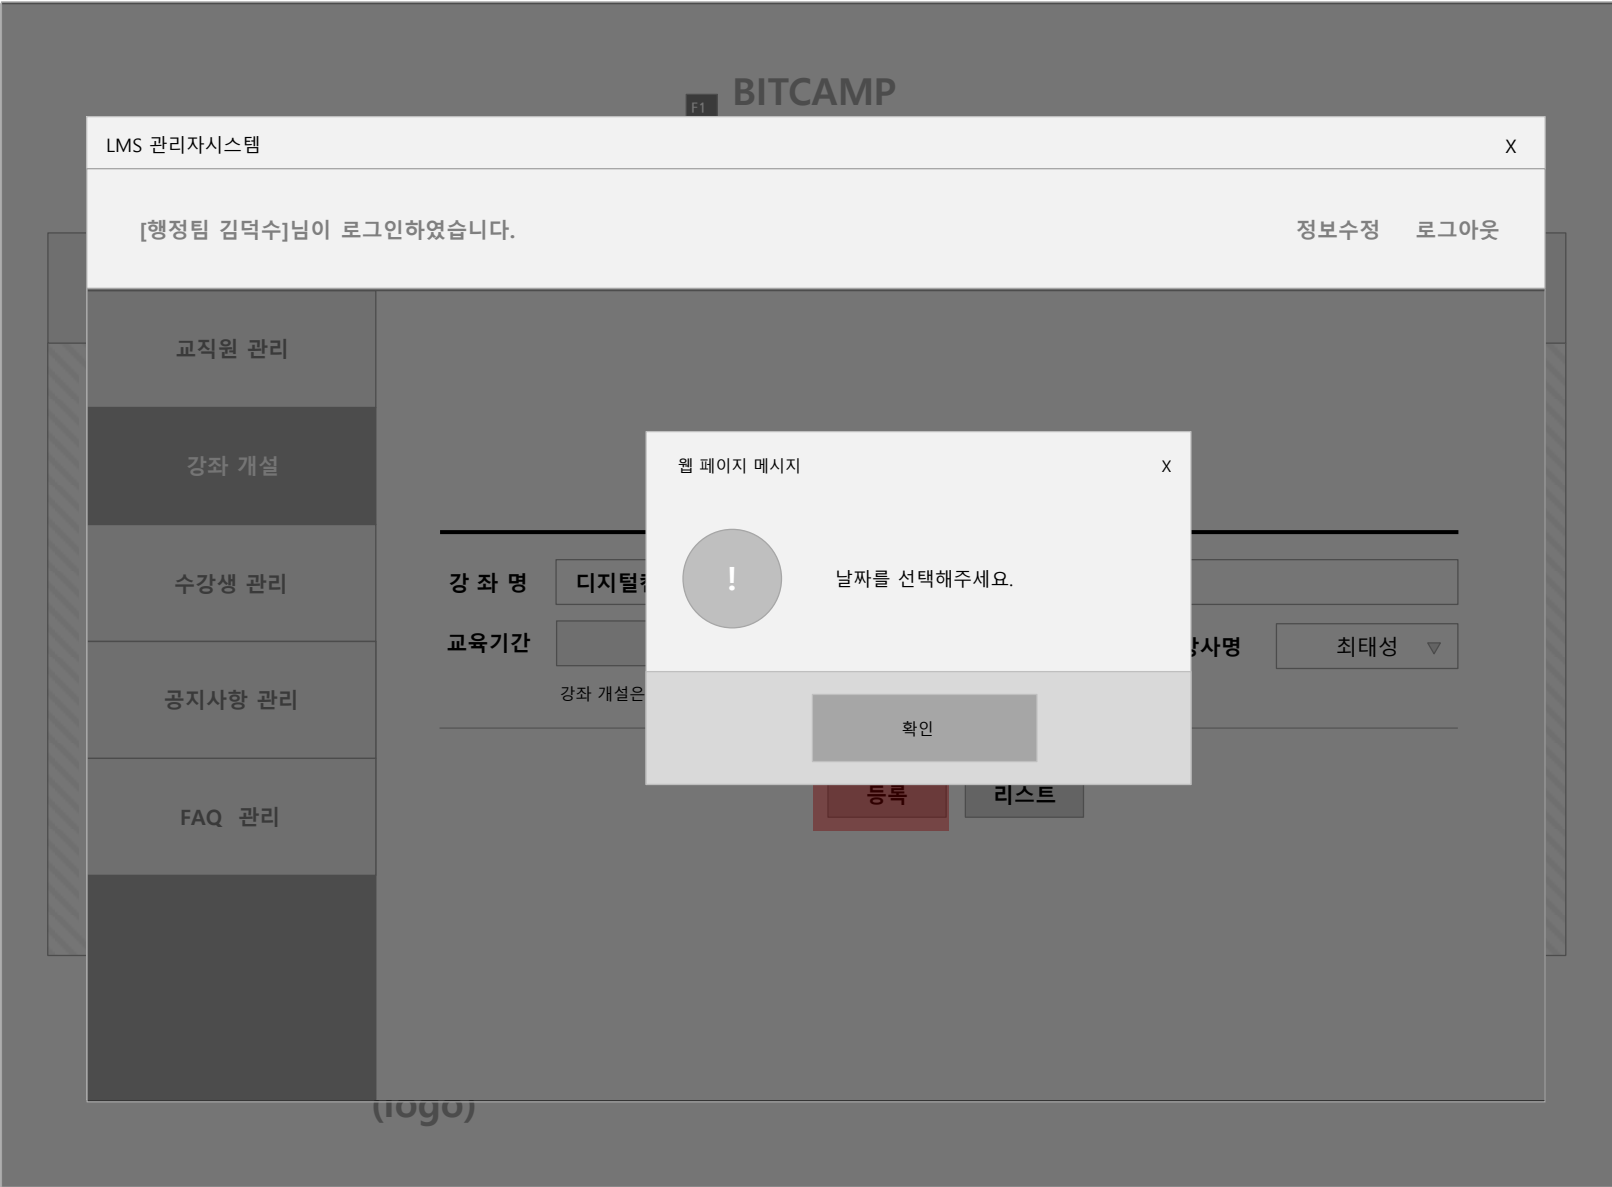 BITCAMP
F1
LMS 관리자시스템 X
[행정팀 김덕수]님이 로그인하였습니다. 정보수정 로그아웃
교직원 관리
강좌 개설
수강생 관리
공지사항 관리
FAQ 관리
웹 페이지 메시지 X
! 날짜를 선택해주세요.
확인
강 좌 명 디지털
교육기간
최태성 ▽
강좌 개설은
등록 리스트
(logo)